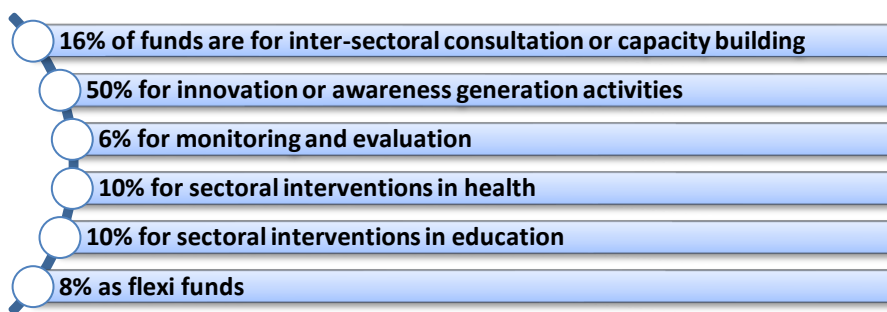 16% of funds are for inter-sectoral consultation or capacity building
50% for innovation or awareness generation activities
6% for monitoring and evaluation
10% for sectoral interventions in health
10% for sectoral interventions in education
8% as flexi funds